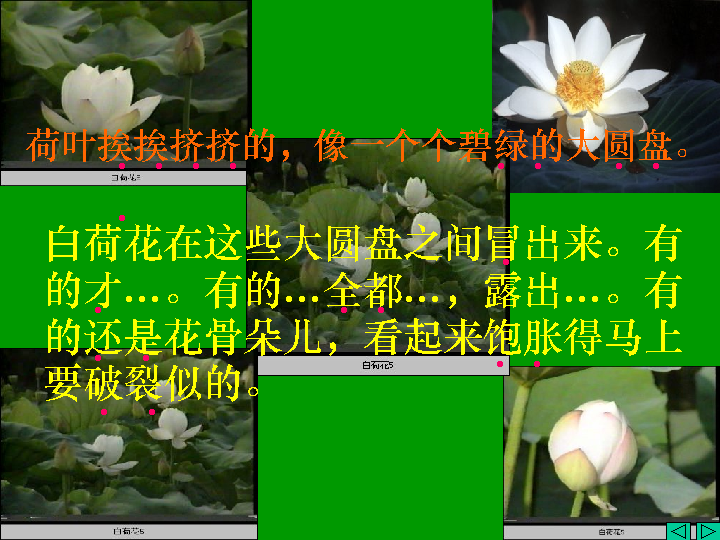 荷叶挨挨挤挤的，像一个个碧绿的大圆盘。
白荷花5
白荷花在这些大圆盘之间冒出来。有
的才…。有的…全都…，露出…。有
的还是花骨朵儿，看起来饱胀得马上
要破裂似的。
白荷花5
白荷花5
白荷花5